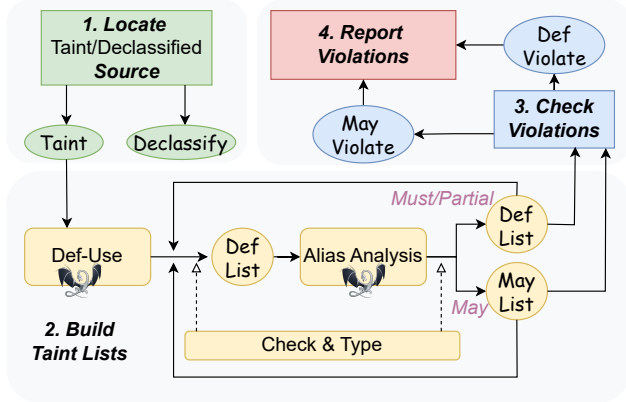 1. Locate
Taint/Declassified
Source
Taint
Declassify
4. Report
Violations
Def
Violate
May
Violate
3. Check
Violations
Def-Use
Def
List
Alias Analysis
Must/Partial
Def
List
May
May
List
Check & Type
2. Build
Taint Lists